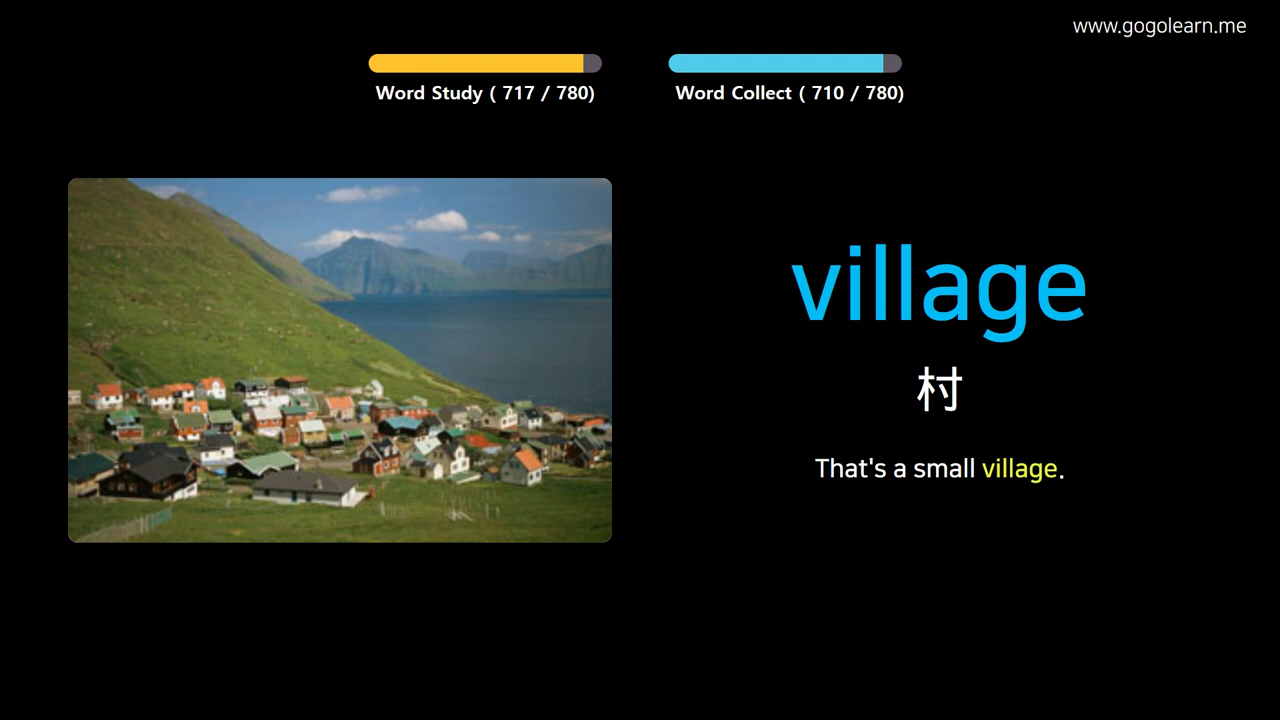 www.gogolearn.me
Word Study ( 717 / 780)
Word Collect ( 710 / 780)
village
村
That's a small village.